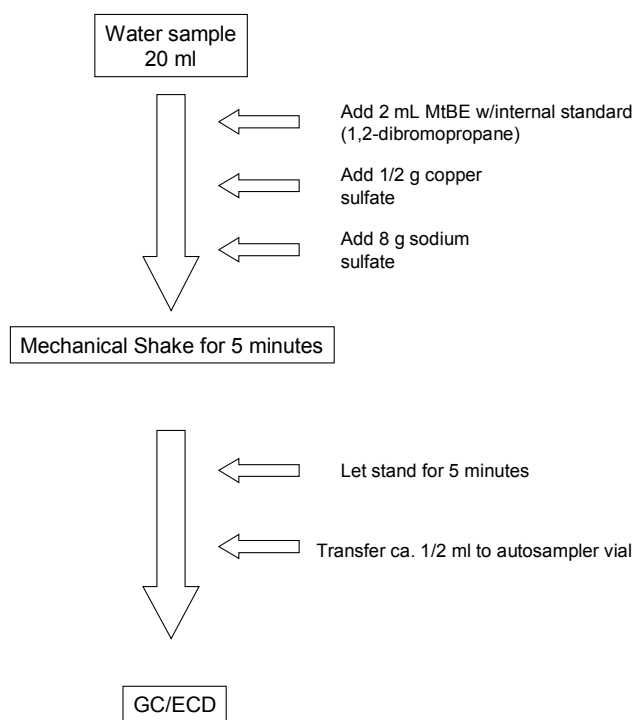 Water sample
20 ml
Add 2 mL MtBE w/internal standard
(1,2-dibromopropane)
Add 1/2 g copper
sulfate
Add 8 g sodium
sulfate
Mechanical Shake for 5 minutes
Let stand for 5 minutes
Transfer ca. 1/2 ml to autosampler vial
GC/ECD